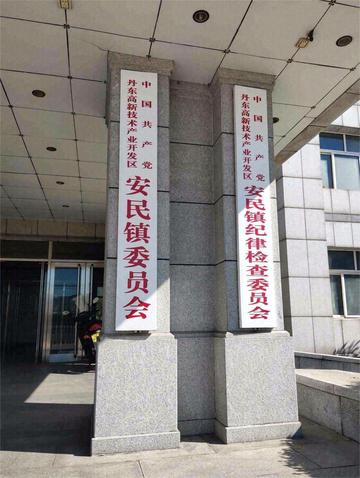 中国共产党
丹东高新技术产业开发区
安民镇委员会
中国共产党
丹东高新技术产业开发区
安民镇纪律检查委员会